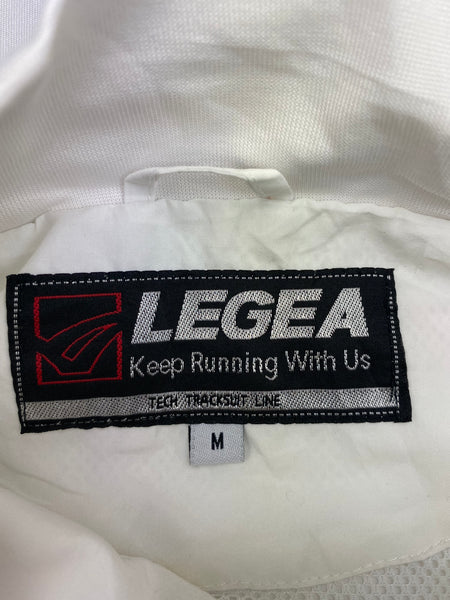 LEGEA
Keep Running With Us
TECH TRACKSUIT LINE
M